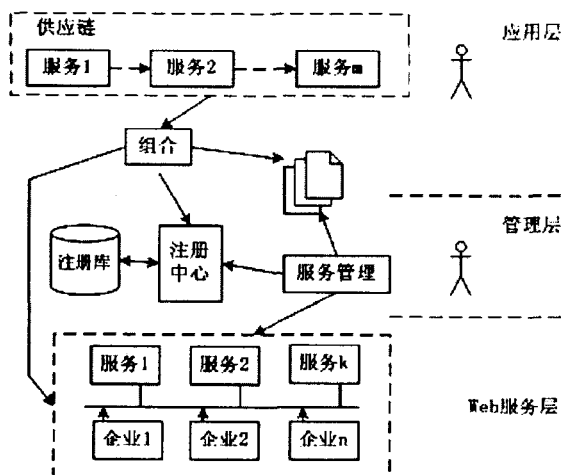 供应链
应用层
服务1
服务2
服务m
组合
管理层
注册库
注册
中心
服务管理
服务1
服务2
服务k
Web服务层
企业1
企业2
企业n